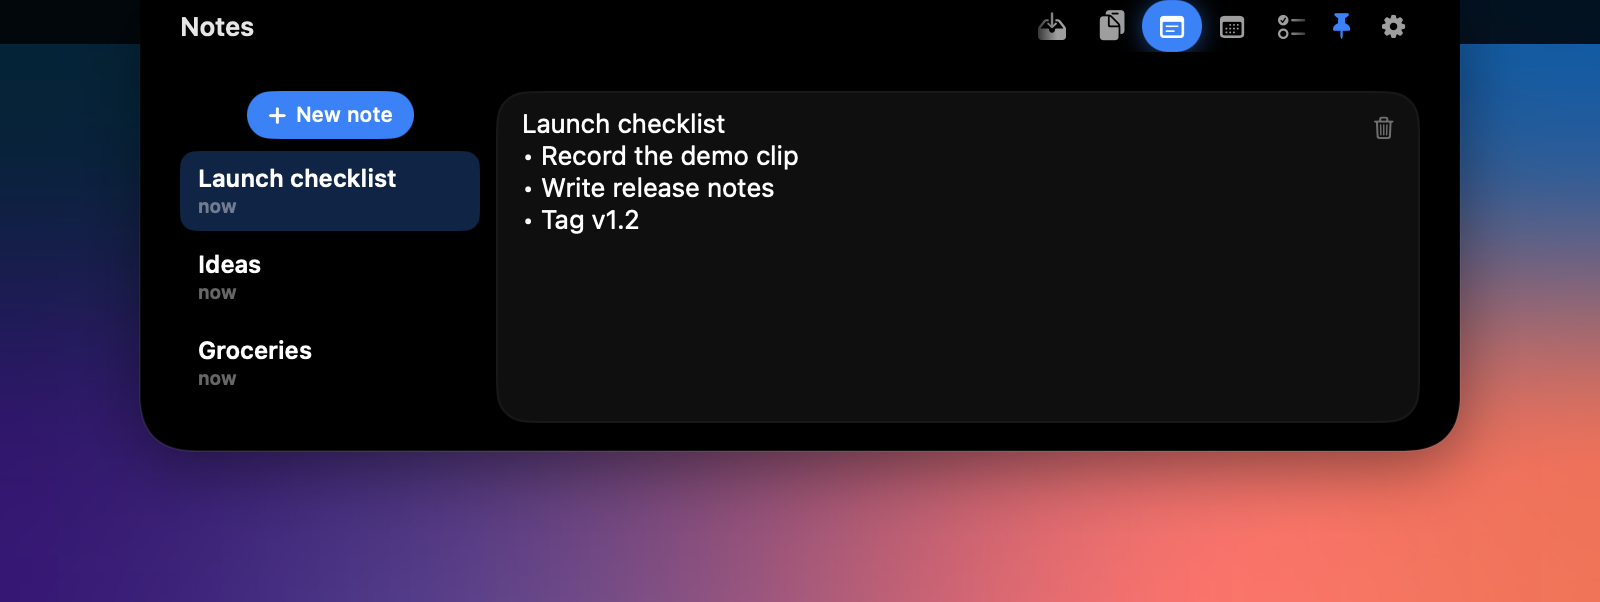 Notes
+ New note
Launch checklist
now
Ideas
now
Groceries
now
Launch checklist
• Record the demo clip
• Write release notes
• Tag v1.2